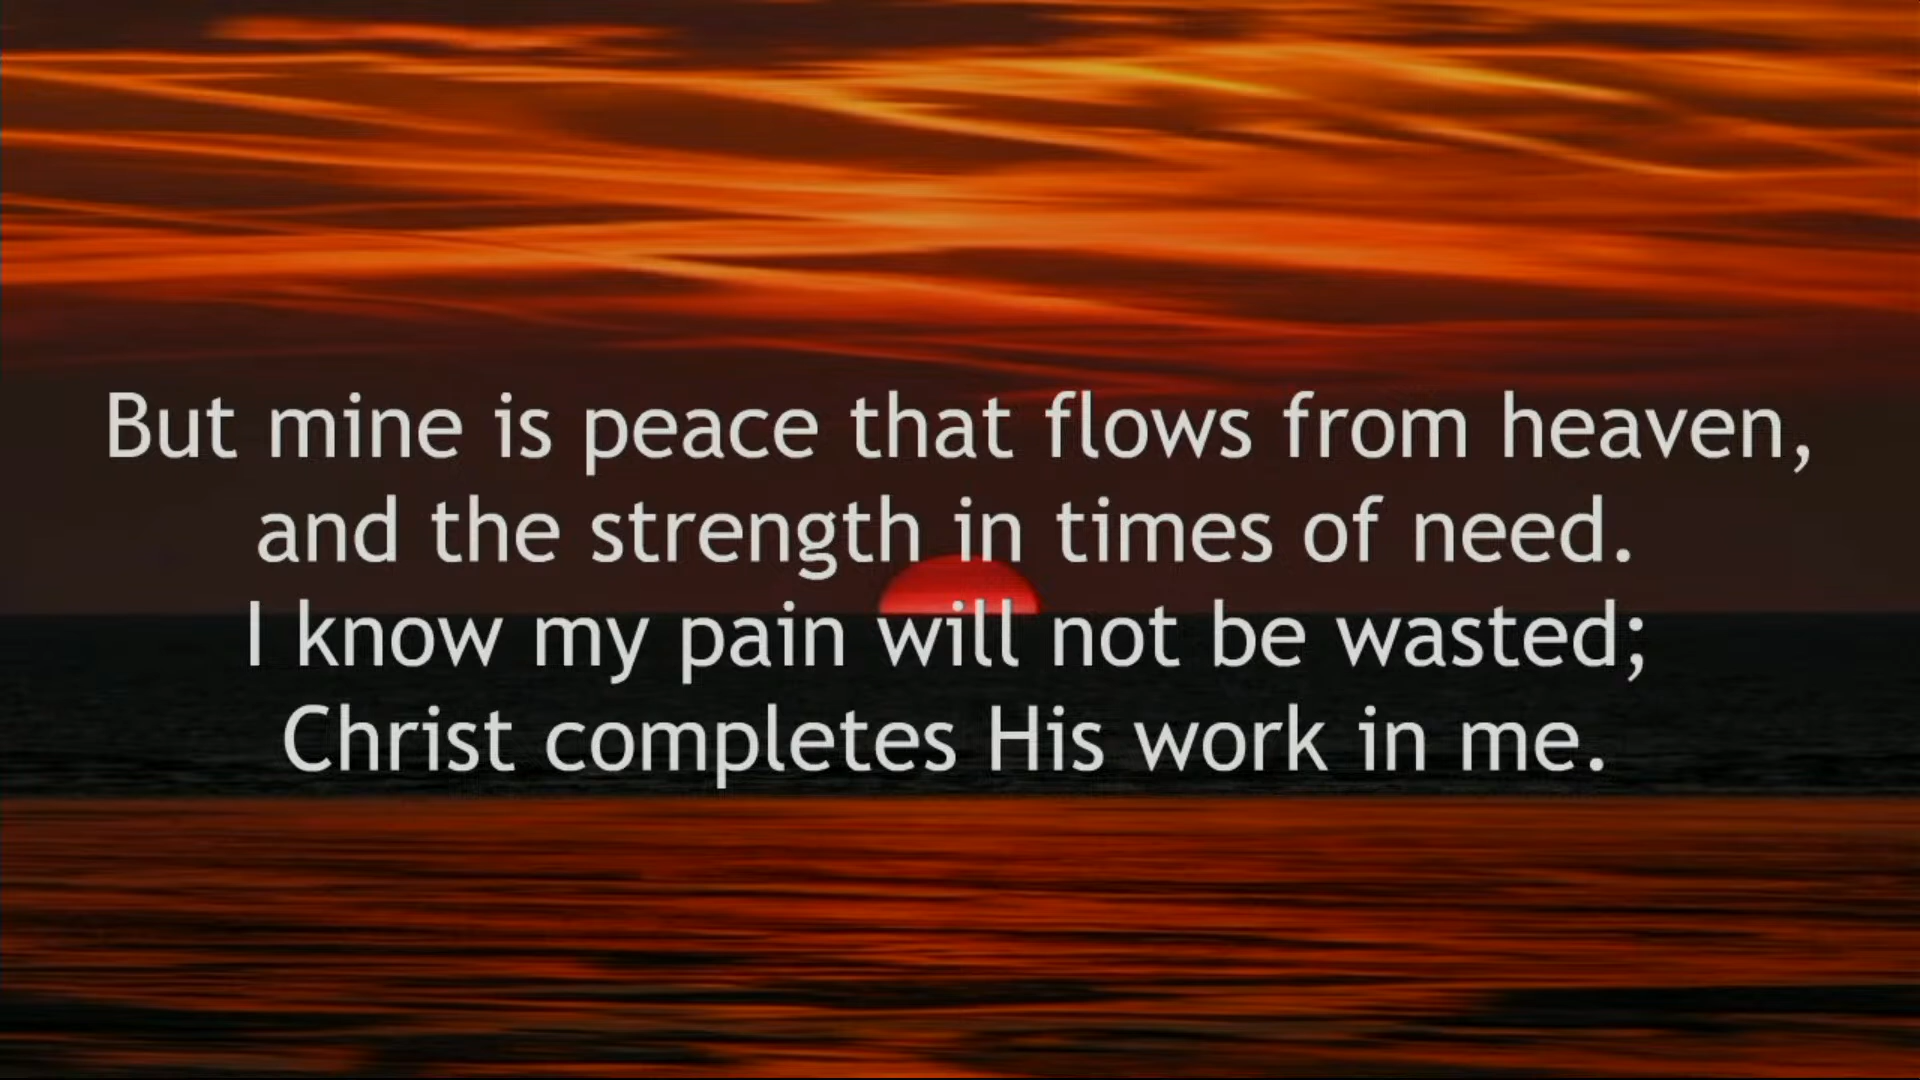 But mine is peace that flows from heaven,
and the strength in times of need.
I know my pain will not be wasted;
Christ completes His work in me.